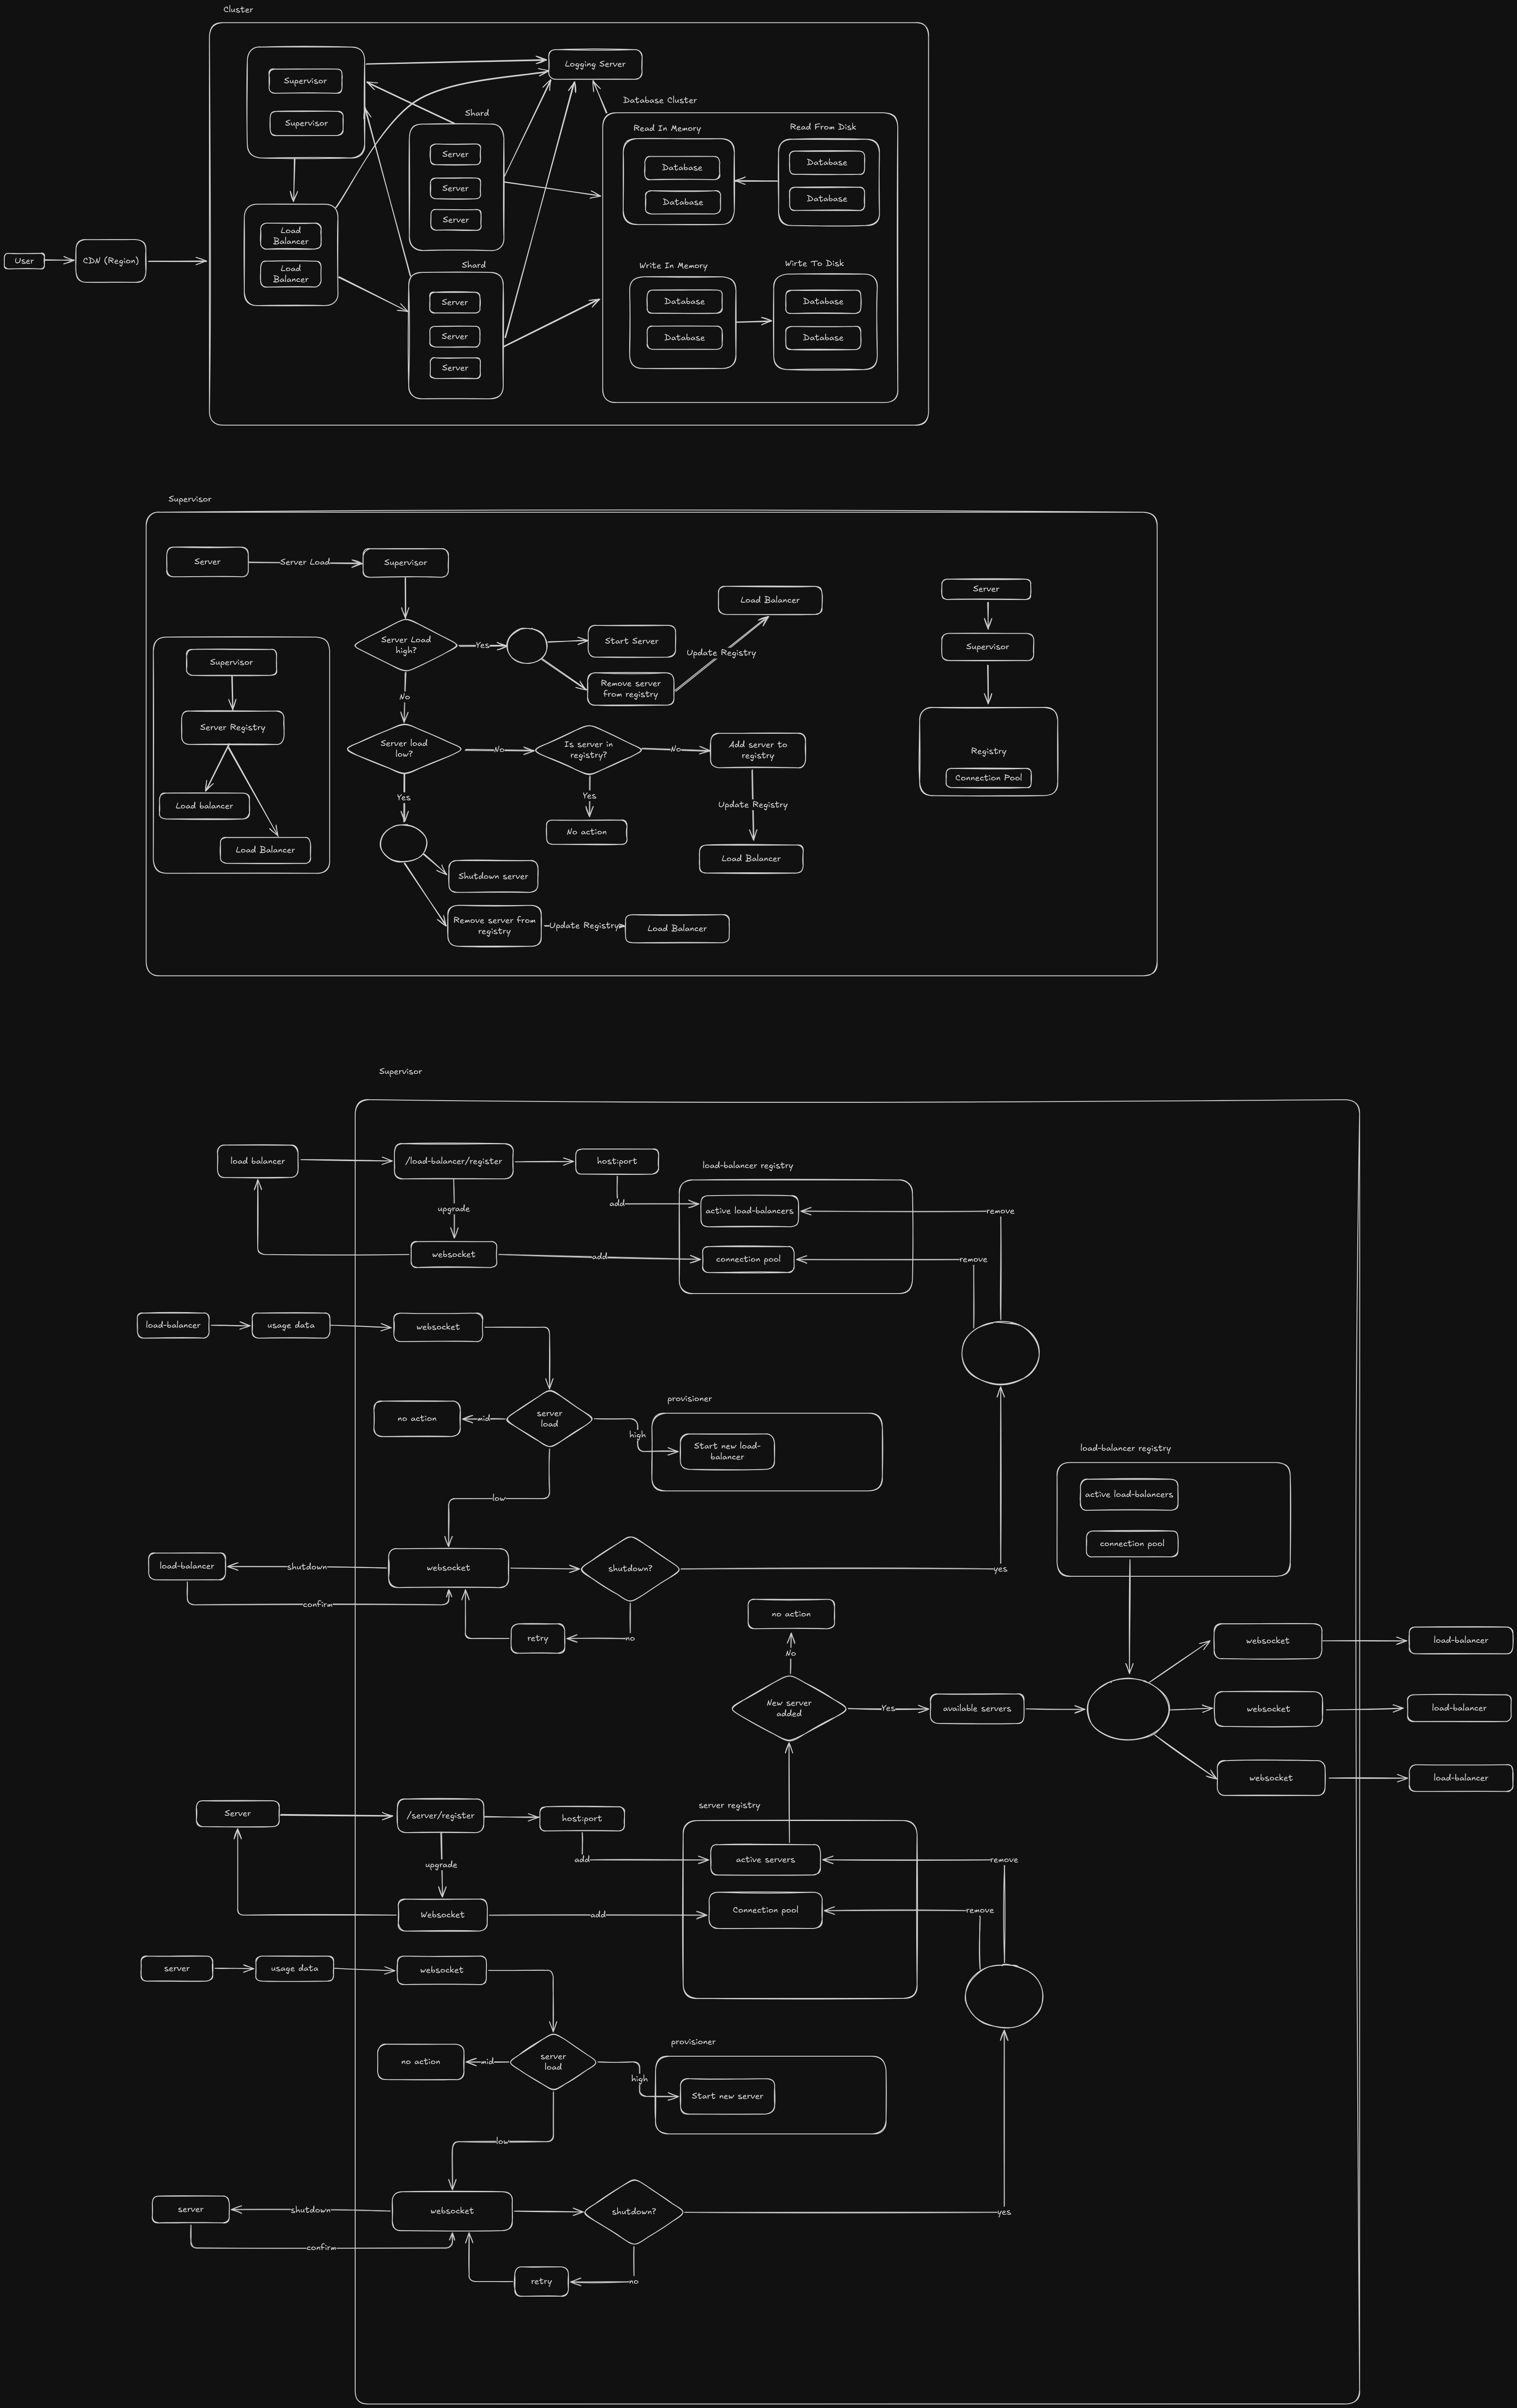 Cluster
Supervisor
Supervisor
Logging Server
Database Cluster
Shard
Server
Server
Server
Read In Memory
Database
Database
Read From Disk
Database
Database
User
CDN (Region)
Load
Balancer
Load
Balancer
Shard
Server
Server
Server
Write In Memory
Database
Database
Wirte To Disk
Database
Database
Supervisor
Server
Server Load
Supervisor
Server Load
high?
Yes
Start Server
Remove server
from registry
Update Registry
Load Balancer
Server
Supervisor
Registry
Connection Pool
Supervisor
Server Registry
Load balancer
Load Balancer
No
Server load
low?
No
Is server in
registry?
No
Add server to
registry
Yes
No action
Update Registry
Load Balancer
Yes
Shutdown server
Remove server from
registry
Update Registry
Load Balancer
Supervisor
load balancer
/load-balancer/register
host:port
load-balancer registry
add
active load-balancers
remove
upgrade
websocket
add
connection pool
remove
load-balancer
usage data
websocket
no action
mid
server
load
high
provisioner
Start new load-
balancer
low
load-balancer registry
active load-balancers
connection pool
load-balancer
shutdown
websocket
shutdown?
yes
confirm
retry
no
no action
No
New server
added
Yes
available servers
websocket
load-balancer
websocket
load-balancer
websocket
load-balancer
Server
/server/register
host:port
server registry
add
active servers
remove
upgrade
Websocket
add
Connection pool
remove
server
usage data
websocket
no action
mid
server
load
high
provisioner
Start new server
low
server
shutdown
websocket
shutdown?
yes
confirm
retry
no